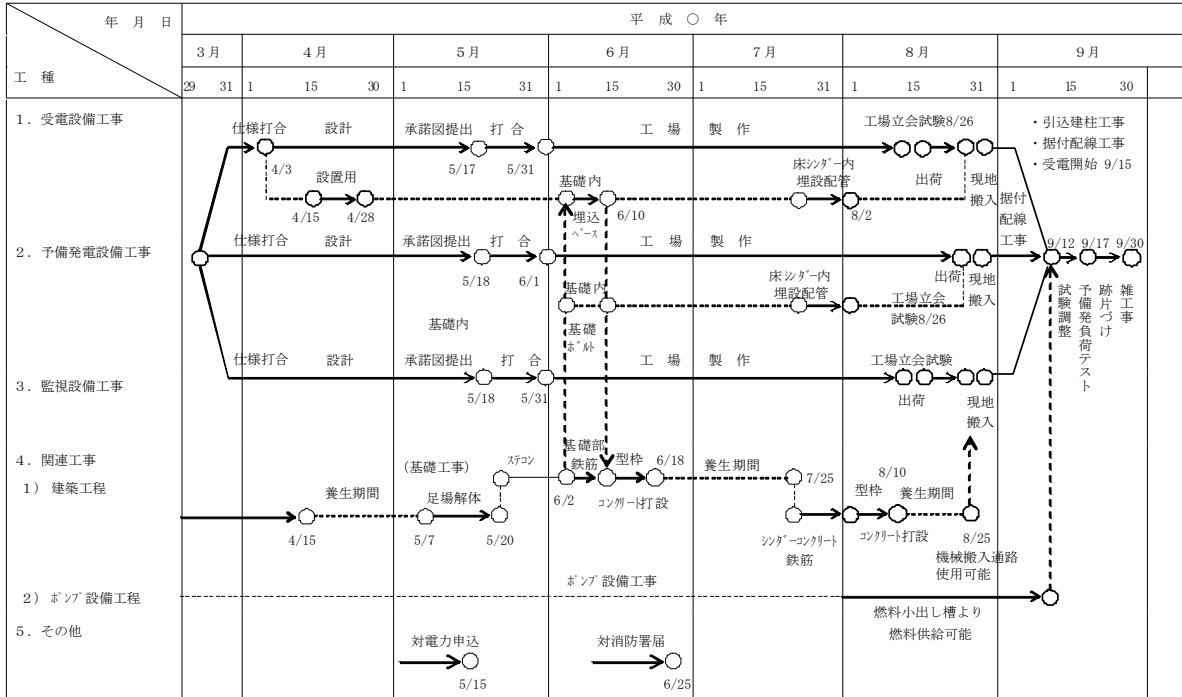 年 月 日
平 成 ○ 年
3月 4月 5月 6月 7月 8月 9月
工 種
29 31 1 15 30 1 15 31 1 15 30 1 15 31 1 15 31 1 15 30
1．受電設備工事
仕様打合 設計 承諾図提出 打 合 工 場 製 作 工場立会試験8/26
・引込建柱工事
・据付配線工事
・受電開始 9/15
4/3 5/17 5/31 出荷 現地
搬入
設置用
4/15 4/28
基礎内
埋込
ベース
6/10
床シンダー内
埋設配管
8/2
据付
配線
工事
2．予備発電設備工事
仕様打合 設計 承諾図提出 打 合 工 場 製 作
5/18 6/1
出荷 現地
搬入
9/12 9/17 9/30
試験調整
予備発負荷テスト
跡片づけ
雑工事
基礎内
基礎
ボルト
床シンダー内
埋設配管
工場立会
試験8/26
基礎内
3．監視設備工事
仕様打合 設計 承諾図提出 打 合 工 場 製 作 工場立会試験
5/18 5/31 出荷 現地
搬入
4．関連工事
1） 建築工程
養生期間
4/15
(基礎工事)
足場解体
5/7 5/20
ステコン
6/2
基礎部
鉄筋
型枠
6/18
コンクリート打設
養生期間
7/25
シンダーコンクリート
鉄筋
型枠
8/10
養生期間
コンクリート打設
8/25
機械搬入通路
使用可能
2） ポンプ設備工程
ポンプ設備工事
燃料小出し槽より
燃料供給可能
5．その他
対電力申込
5/15
対消防署届
6/25